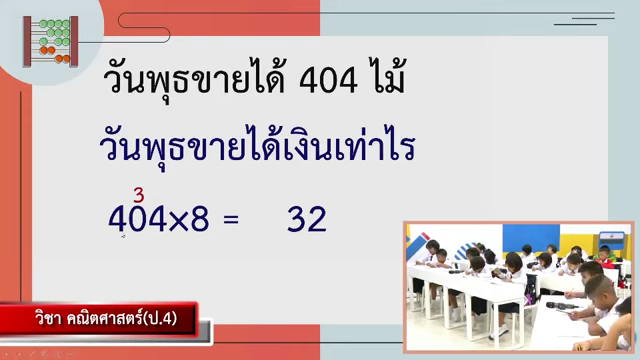 วันพุธขายได้ 404 ไม้
วันพุธขายได้เงินเท่าไร
3
404×8 = 32
วิชา คณิตศาสตร์(ป.4)